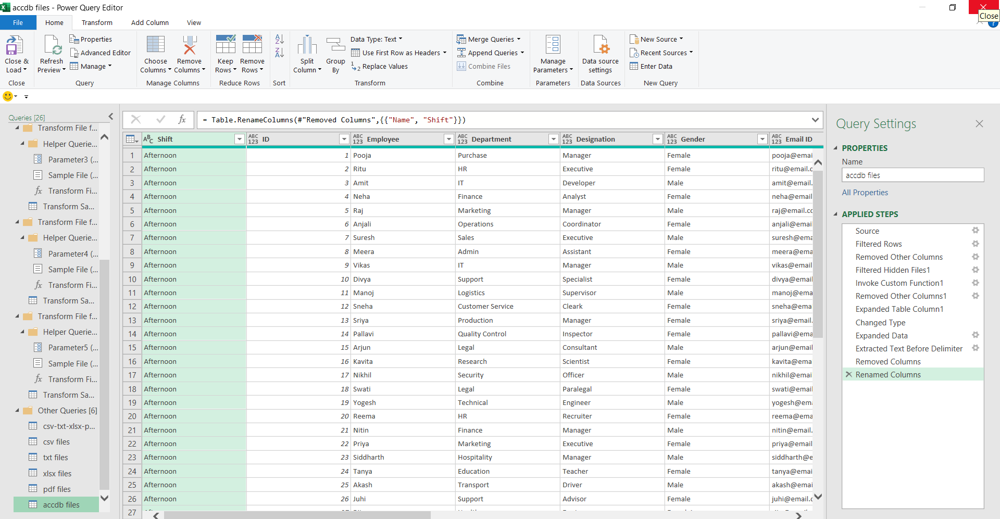 accdb files - Power Query Editor
Close
File Home Transform Add Column View
Close & Load
Close
Refresh Preview
Properties
Advanced Editor
Manage
Query
Choose Columns
Remove Columns
Manage Columns
Keep Rows
Remove Rows
Reduce Rows
Sort
Split Column
Group By
Data Type: Text
Use First Row as Headers
Replace Values
Transform
Merge Queries
Append Queries
Combine Files
Combine
Manage Parameters
Parameters
Data source settings
Data Sources
New Source
Recent Sources
Enter Data
New Query
Queries [26]
Transform File f...
Helper Querie...
Parameter3 (...
Sample File (...
Transform Fi...
Transform Sa...
Transform File f...
Helper Querie...
Parameter4 (...
Sample File (...
Transform Fi...
Transform Sa...
Transform File f...
Helper Querie...
Parameter5 (...
Sample File (...
Transform Fi...
Transform Sa...
Other Queries [6]
csv-txt-xlsx-p...
csv files
txt files
xlsx files
pdf files
accdb files
fx = Table.RenameColumns(#"Removed Columns",{{"Name", "Shift"}})
ABC Shift ABC 123 ID ABC 123 Employee ABC 123 Department ABC 123 Designation ABC 123 Gender ABC 123 Email ID
1 Afternoon 1 Pooja Purchase Manager Female pooja@emai
2 Afternoon 2 Ritu HR Executive Female ritu@email.c
3 Afternoon 3 Amit IT Developer Male amit@email.
4 Afternoon 4 Neha Finance Analyst Female neha@email
5 Afternoon 5 Raj Marketing Manager Male raj@email.cc
6 Afternoon 6 Anjali Operations Coordinator Female anjali@emai
7 Afternoon 7 Suresh Sales Executive Male suresh@ema
8 Afternoon 8 Meera Admin Assistant Female meera@ema
9 Afternoon 9 Vikas IT Manager Male vikas@email
10 Afternoon 10 Divya Support Specialist Female divya@emai
11 Afternoon 11 Manoj Logistics Supervisor Male manoj@ema
12 Afternoon 12 Sneha Customer Service Cleark Female sneha@ema
13 Afternoon 13 Sriya Production Manager Female sriya@email
14 Afternoon 14 Pallavi Quality Control Inspector Female pallavi@ema
15 Afternoon 15 Arjun Legal Consultant Male arjun@email
16 Afternoon 16 Kavita Research Scientist Female kavita@ema
17 Afternoon 17 Nikhil Security Officer Male nikhil@emai
18 Afternoon 18 Swati Legal Paralegal Female swati@email
19 Afternoon 19 Yogesh Technical Engineer Male yogesh@ema
20 Afternoon 20 Reema HR Recruiter Female reema@ema
21 Afternoon 21 Nitin Finance Manager Male nitin@email.
22 Afternoon 22 Priya Marketing Executive Female priya@email
23 Afternoon 23 Siddharth Hospitality Manager Male siddharth@e
24 Afternoon 24 Tanya Education Teacher Female tanya@emai
25 Afternoon 25 Akash Transport Driver Male akash@emai
26 Afternoon 26 Juhi Support Advisor Female juhi@email.c
27
Query Settings
PROPERTIES
Name
accdb files
All Properties
APPLIED STEPS
Source
Filtered Rows
Removed Other Columns
Filtered Hidden Files1
Invoke Custom Function1
Removed Other Columns1
Expanded Table Column1
Changed Type
Expanded Data
Extracted Text Before Delimiter
Removed Columns
Renamed Columns